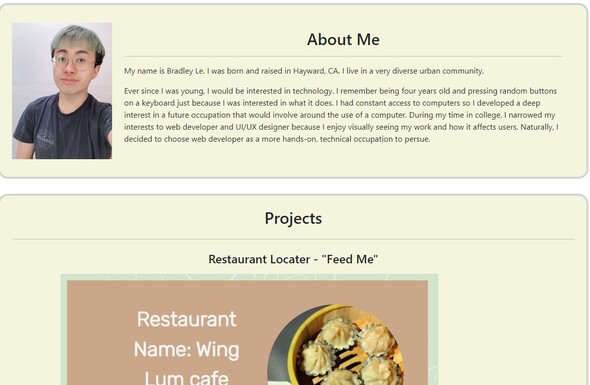 About Me
My name is Bradley Le. I was born and raised in Hayward, CA. I live in a very diverse urban community.
Ever since I was young, I would be interested in technology. I remember being four years old and pressing random buttons
on a keyboard just because I was interested in what it does. I had constant access to computers so I developed a deep
interest in a future occupation that would involve around the use of a computer. During my time in college, I narrowed my
interests to web developer and UI/UX designer because I enjoy visually seeing my work and how it affects users. Naturally, I
decided to choose web developer as a more hands-on, technical occupation to persue.
Projects
Restaurant Locater - "Feed Me"
Restaurant
Name: Wing
Lum cafe